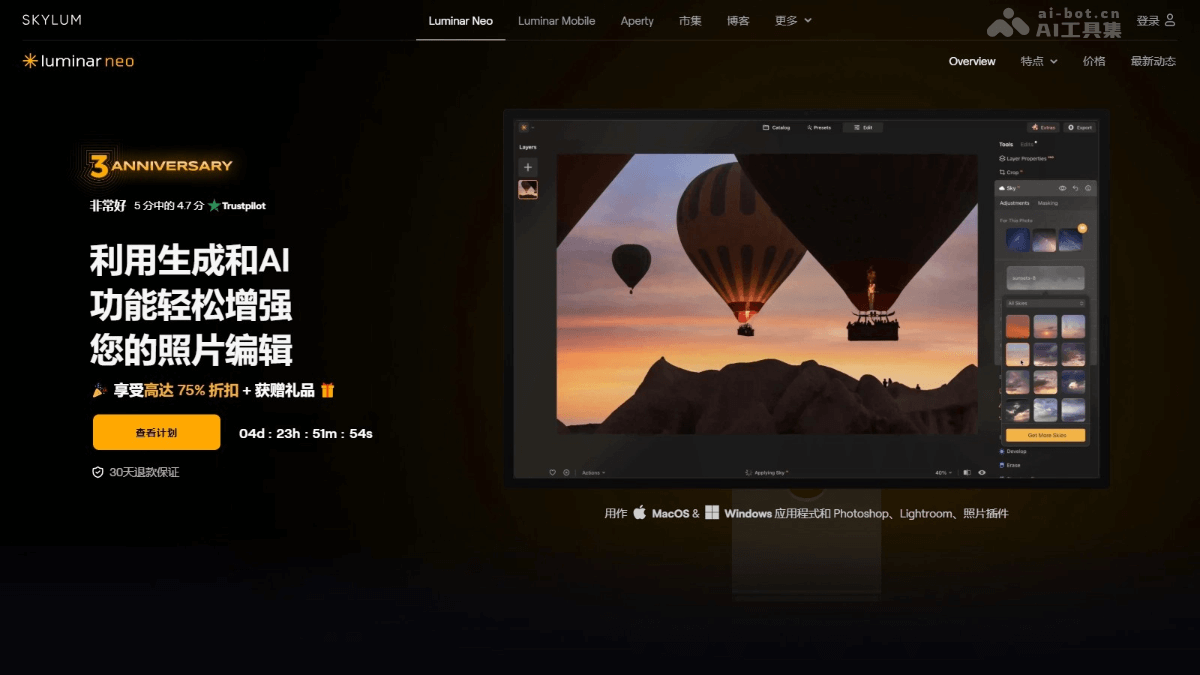 SKYLUM
Luminar Neo
Luminar Mobile
Aperty
市集
博客
更多
ai-bot.cn
AI工具集
登录
luminar neo
Overview
特点
价格
最新动态
3 ANNIVERSARY
非常好 5 分中的 4.7 分 Trustpilot
利用生成和AI
功能轻松增强
您的照片编辑
享受高达 75% 折扣 + 获赠礼品
查看计划
04d : 23h : 51m : 54s
30天退款保证
Catalog
Presets
Edit
Extras
Export
Layers
Tools
Edits
Layer Properties
Crop
Sky
Adjustments
Masking
For This Photo
All Skies
Get More Skies
Develop
Erase
Actions
Applying Sky
40%
用作 MacOS & Windows 应用程式和 Photoshop、Lightroom、照片插件